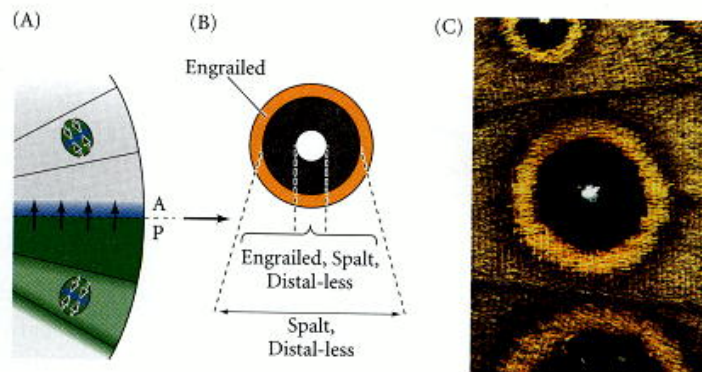 (A)
(B)
(C)
Engrailed
A
P
Engrailed, Spalt,
Distal-less
Spalt,
Distal-less